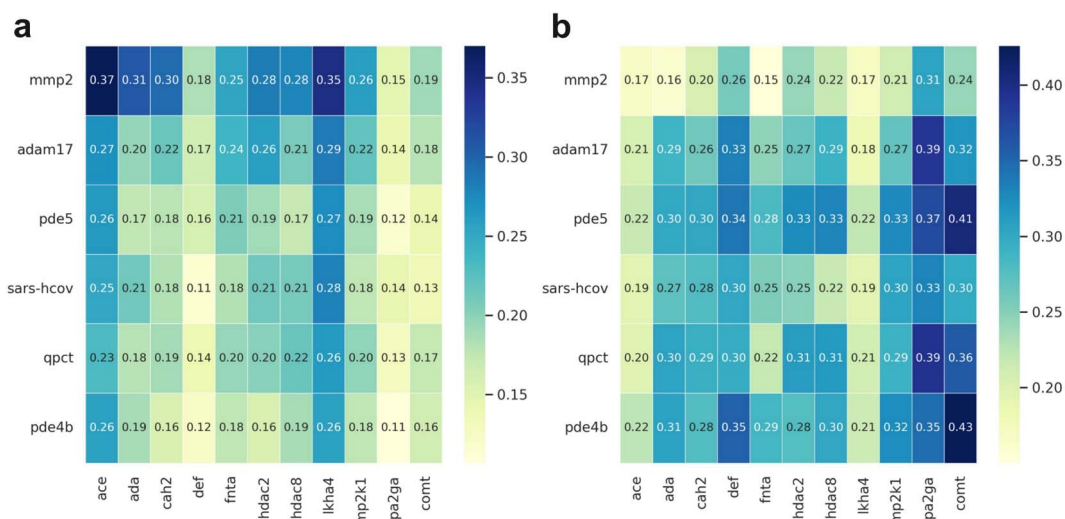 a
mmp2 0.37 0.31 0.30 0.18 0.25 0.28 0.28 0.35 0.26 0.15 0.19
adam17 0.27 0.20 0.22 0.17 0.24 0.26 0.21 0.29 0.22 0.14 0.18
pde5 0.26 0.17 0.18 0.16 0.21 0.19 0.17 0.27 0.19 0.12 0.14
sars-hcov 0.25 0.21 0.18 0.11 0.18 0.21 0.21 0.28 0.18 0.14 0.13
qpct 0.23 0.18 0.19 0.14 0.20 0.20 0.22 0.26 0.20 0.13 0.17
pde4b 0.26 0.19 0.16 0.12 0.18 0.16 0.19 0.26 0.18 0.11 0.16
ace ada cah2 def fnta hdac2 hdac8 lkha4 mp2k1 pa2ga comt
0.35
0.30
0.25
0.20
0.15
b
mmp2 0.17 0.16 0.20 0.26 0.15 0.24 0.22 0.17 0.21 0.31 0.24
adam17 0.21 0.29 0.26 0.33 0.25 0.27 0.29 0.18 0.27 0.39 0.32
pde5 0.22 0.30 0.30 0.34 0.28 0.33 0.33 0.22 0.33 0.37 0.41
sars-hcov 0.19 0.27 0.28 0.30 0.25 0.25 0.22 0.19 0.30 0.33 0.30
qpct 0.20 0.30 0.29 0.30 0.22 0.31 0.31 0.21 0.29 0.39 0.36
pde4b 0.22 0.31 0.28 0.35 0.29 0.28 0.30 0.21 0.32 0.35 0.43
ace ada cah2 def fnta hdac2 hdac8 lkha4 mp2k1 pa2ga comt
0.40
0.35
0.30
0.25
0.20